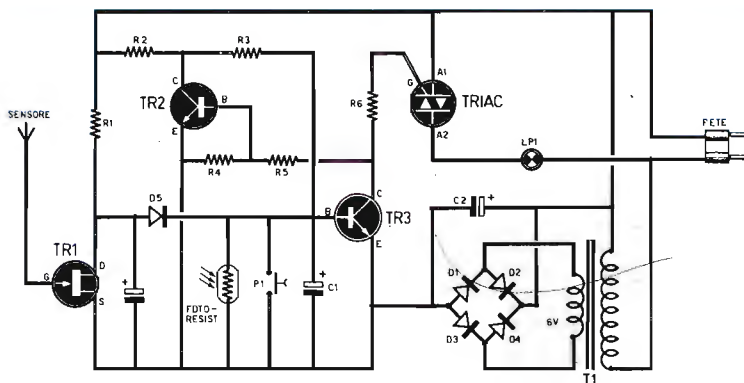 R2
R3
C
TR2
B
E
SENSORE
R1
R4
R5
R6
G
A1
TRIAC
A2
LP1
RETE
D5
C
B
TR3
E
C2
+
TR1
G
D
S
+
FOTO-
RESIST
P1
+
C1
D1
D2
D3
D4
6V
T1